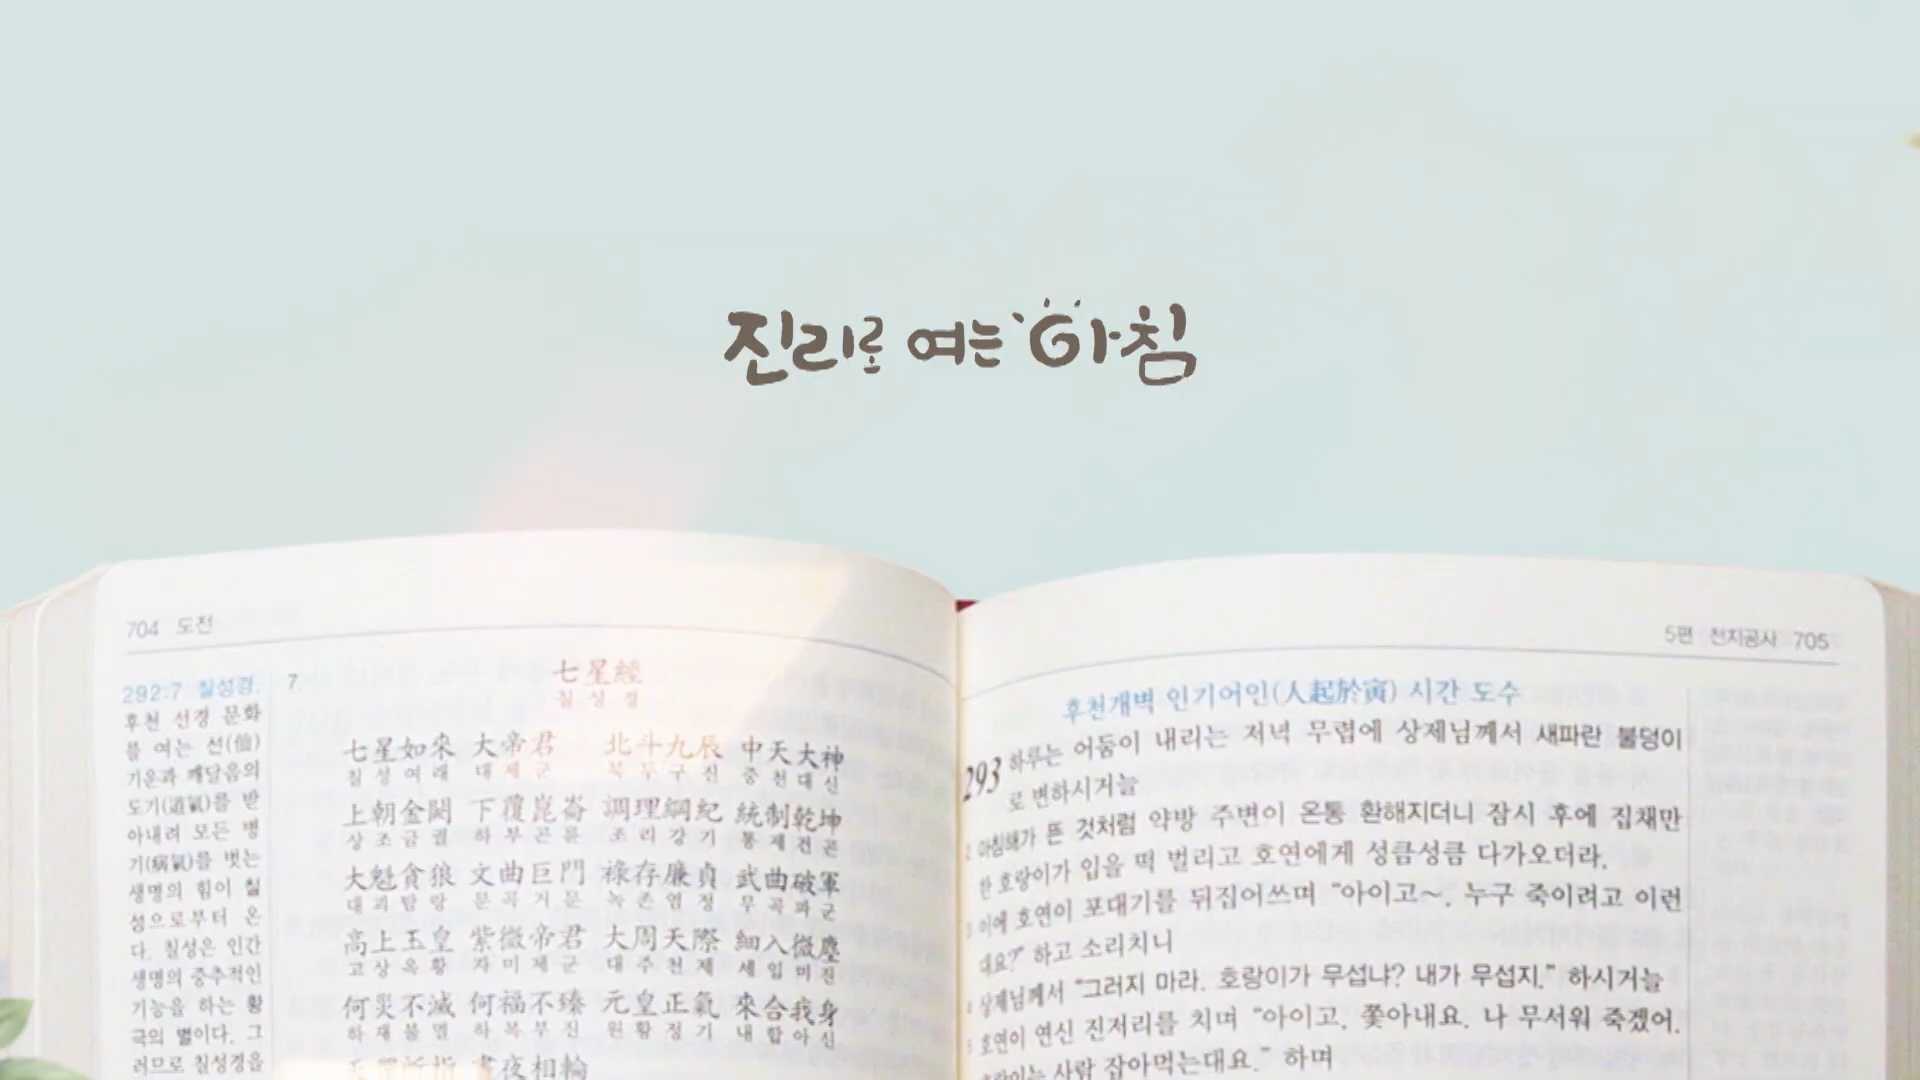 진리로 여는 아침
704 도전
292:7 칠성경.
후천 선경 문화
를 여는 선(仙)
기운과 깨달음의
도기(道氣)를 받
아내려 모든 병
기(病氣)를 벗는
생명의 힘이 칠
성으로부터 온
다. 칠성은 인간
생명의 중추적인
기능을 하는 황
극의 별이다. 그
러므로 칠성경을
7.
七星經
칠성경
七星如來 大帝君 北斗九辰 中天大神
칠성여래 대제군 북두구진 중천대신
上朝金闕 下覆崑崙 調理綱紀 統制乾坤
상조금궐 하부곤륜 조리강기 통제건곤
大魁貪狼 文曲巨門 祿存廉貞 武曲破軍
대괴탐랑 문곡거문 녹존염정 무곡파군
高上玉皇 紫微帝君 大周天際 細入微塵
고상옥황 자미제군 대주천제 세입미진
何災不滅 何福不臻 元皇正氣 來合我身
하재불멸 하복부진 원황정기 내합아신
晝夜相輪
5편 천지공사 705
후천개벽 인기어인(人起於寅) 시간 도수
293 하루는 어둠이 내리는 저녁 무렵에 상제님께서 새파란 불덩이
로 변하시거늘
2 아침해가 뜬 것처럼 약방 주변이 온통 환해지더니 잠시 후에 집채만
한 호랑이가 입을 떡 벌리고 호연에게 성큼성큼 다가오더라.
3 이에 호연이 포대기를 뒤집어쓰며 “아이고~, 누구 죽이려고 이런
대요?” 하고 소리치니
4 상제님께서 “그러지 마라. 호랑이가 무섭냐? 내가 무섭지.” 하시거늘
5 호연이 연신 진저리를 치며 “아이고, 쫓아내요. 나 무서워 죽겠어.
호랑이는 사람 잡아먹는대요.” 하며